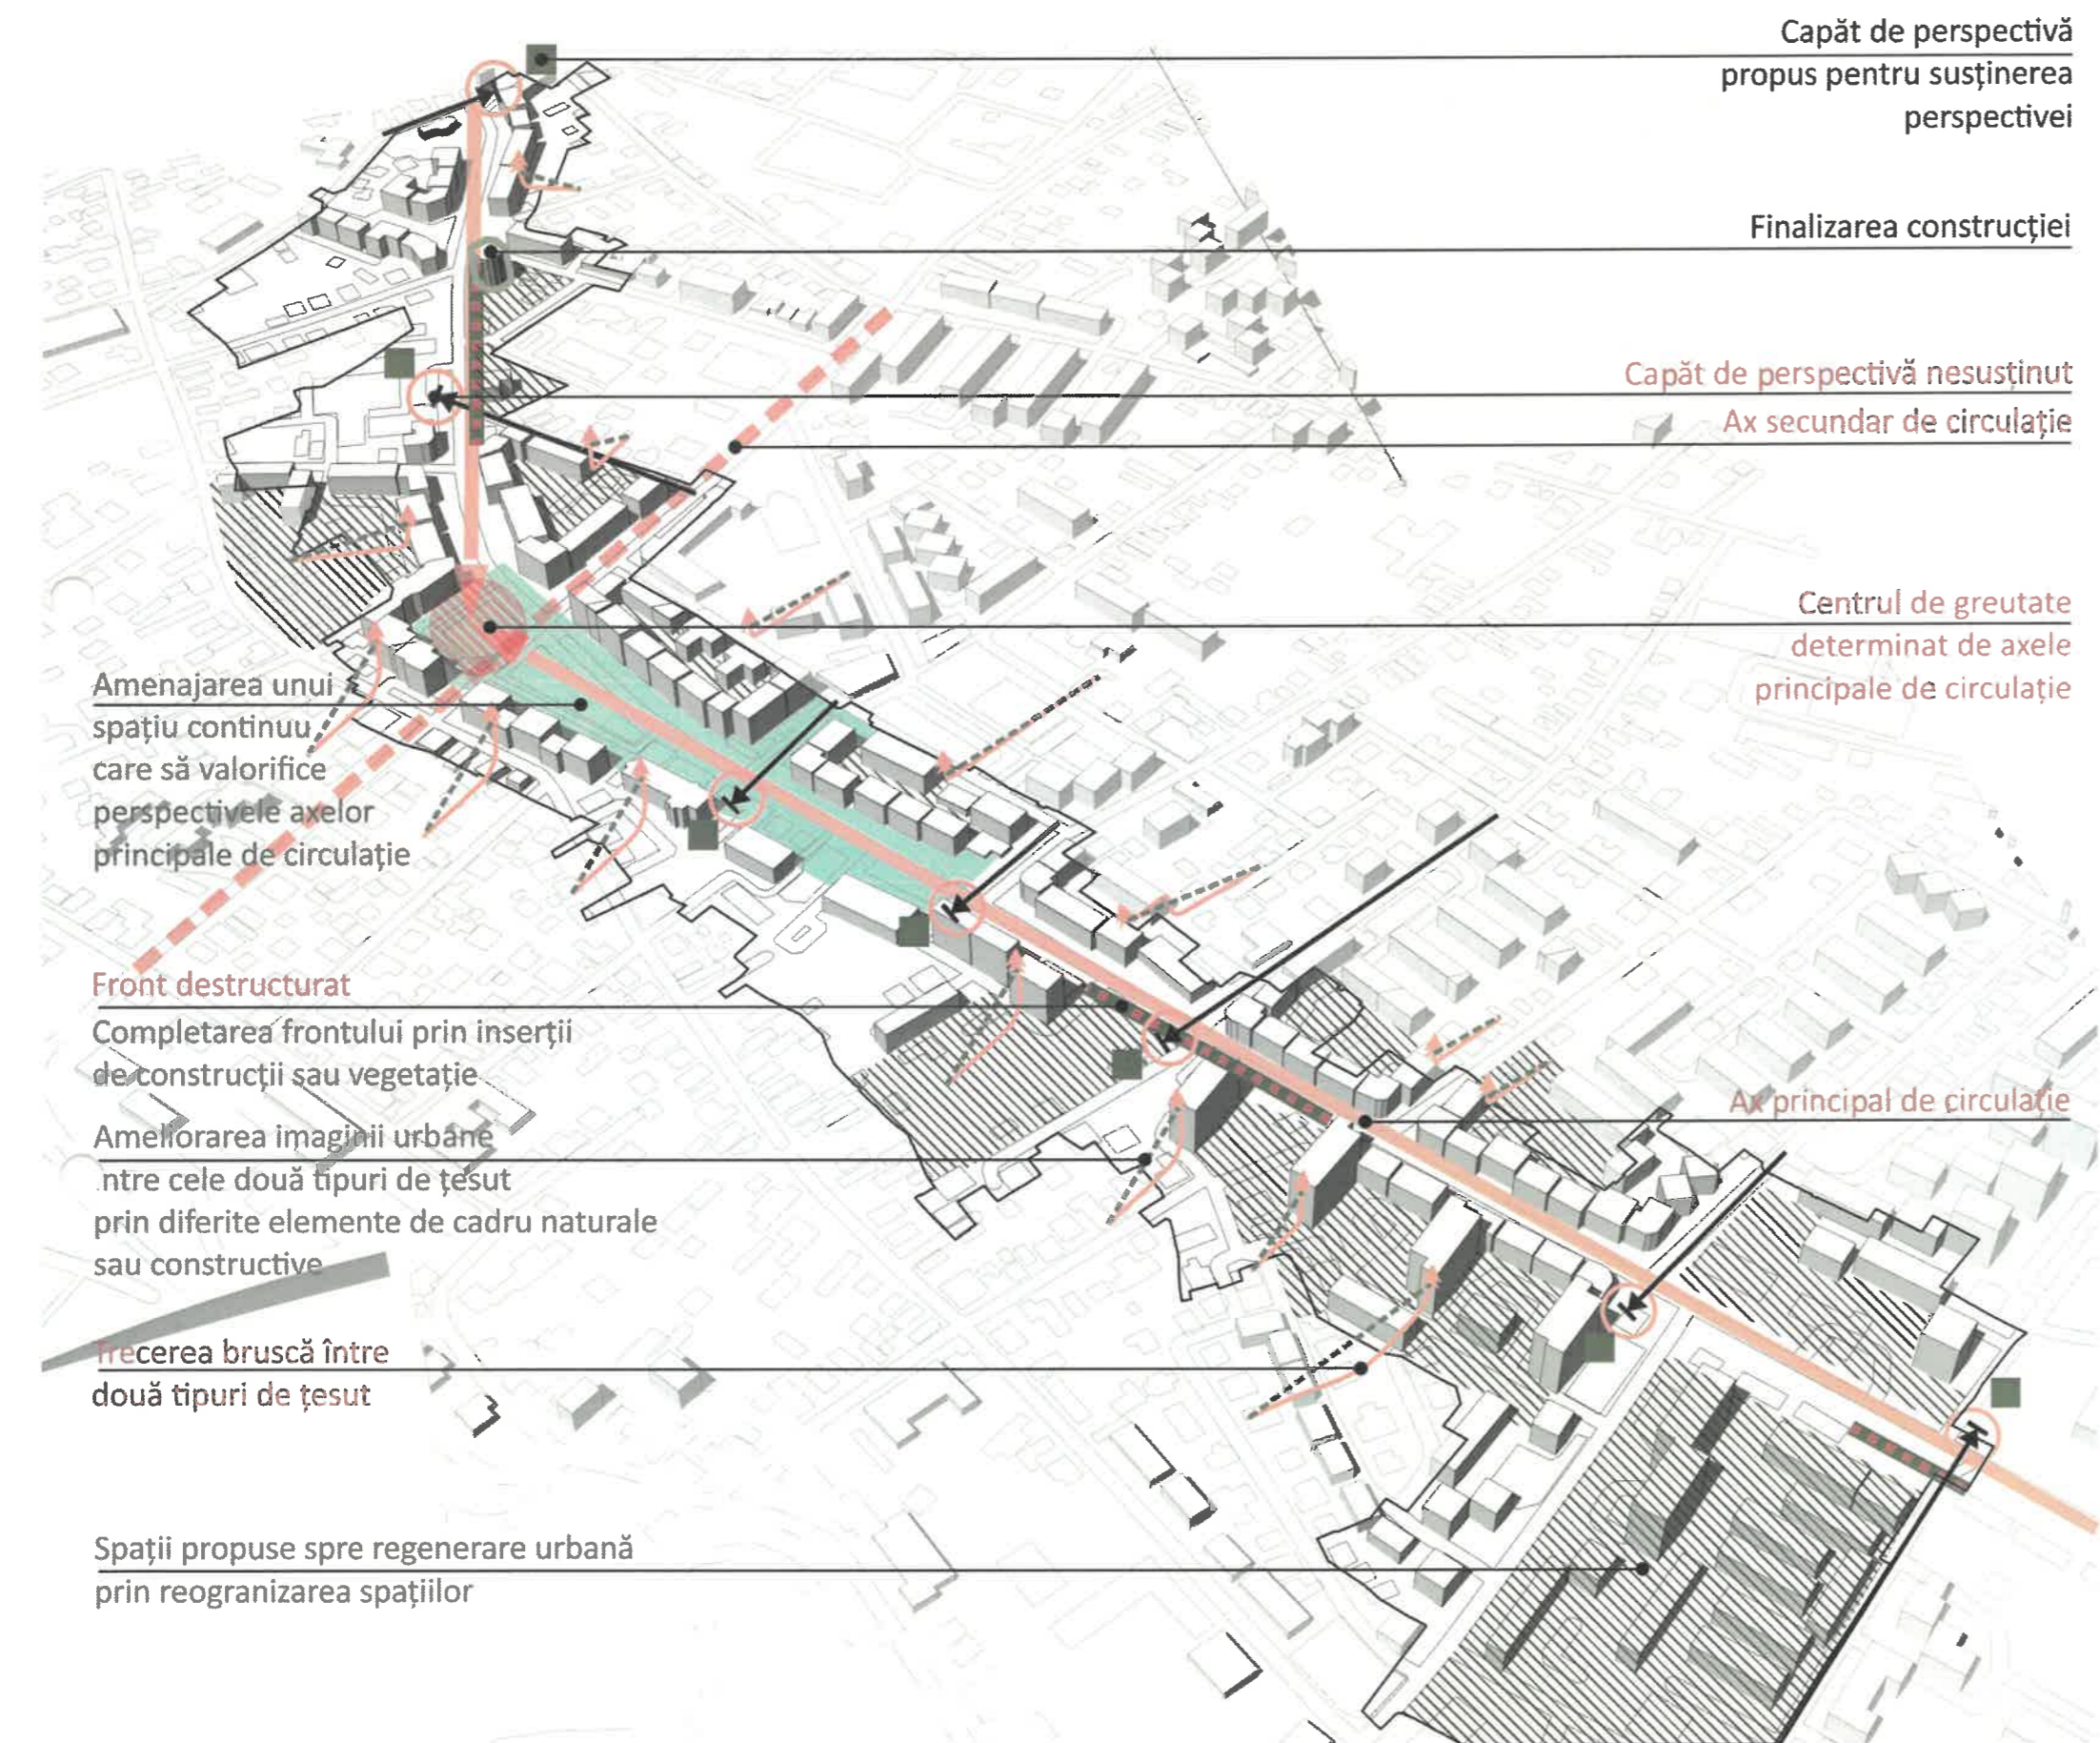 Capăt de perspectivă
propus pentru susținerea
perspectivei
Finalizarea construcției
Capăt de perspectivă nesusținut
Ax secundar de circulație
Centrul de greutate
determinat de axele
principale de circulație
Amenajarea unui
spațiu continuu
care să valorifice
perspectivele axelor
principale de circulație
Front destructurat
Completarea frontului prin inserții
de construcții sau vegetație
Ax principal de circulație
Ameliorarea imaginii urbane
ntre cele două tipuri de țesut
prin diferite elemente de cadru naturale
sau constructive
Trecerea bruscă între
două tipuri de țesut
Spații propuse spre regenerare urbană
prin reogranizarea spațiilor